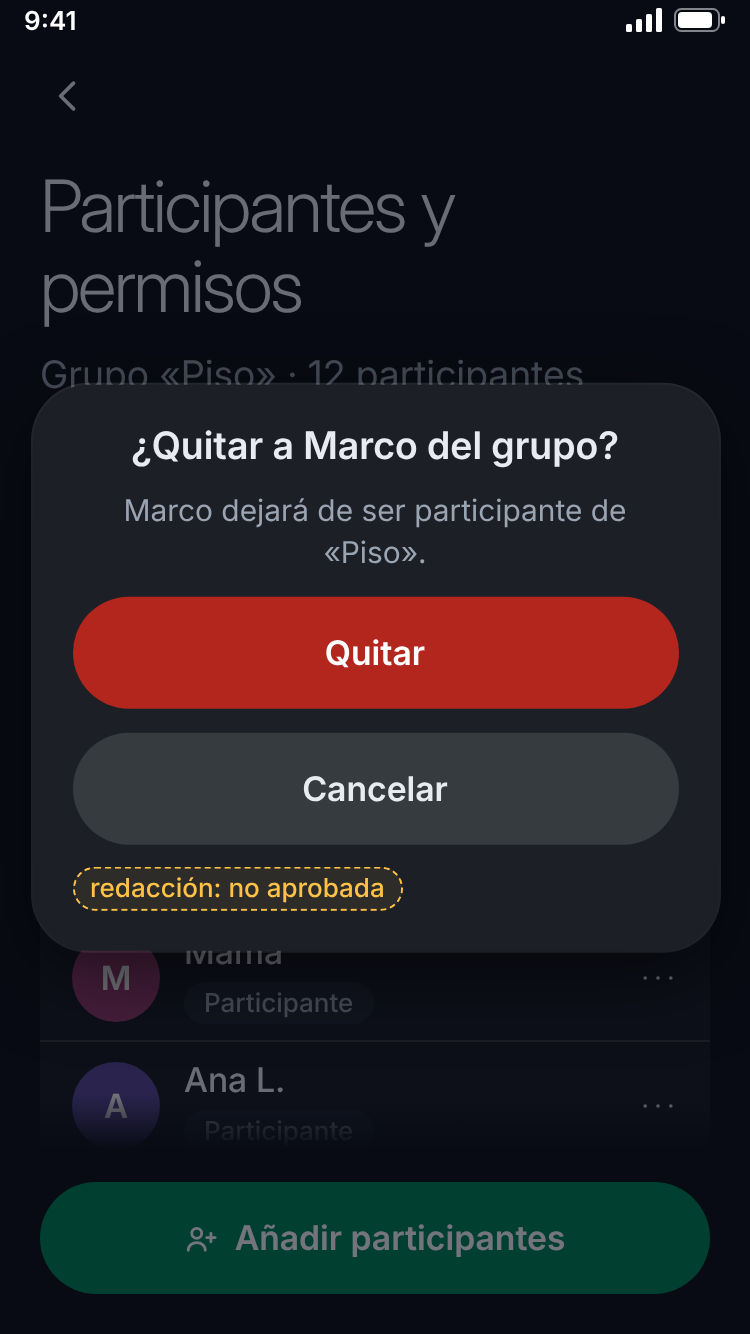 9:41
Participantes y
permisos
Grupo «Piso» · 12 participantes
¿Quitar a Marco del grupo?
Marco dejará de ser participante de
«Piso».
Quitar
Cancelar
redacción: no aprobada
Mamá
M
Participante
Ana L.
A
Participante
Añadir participantes